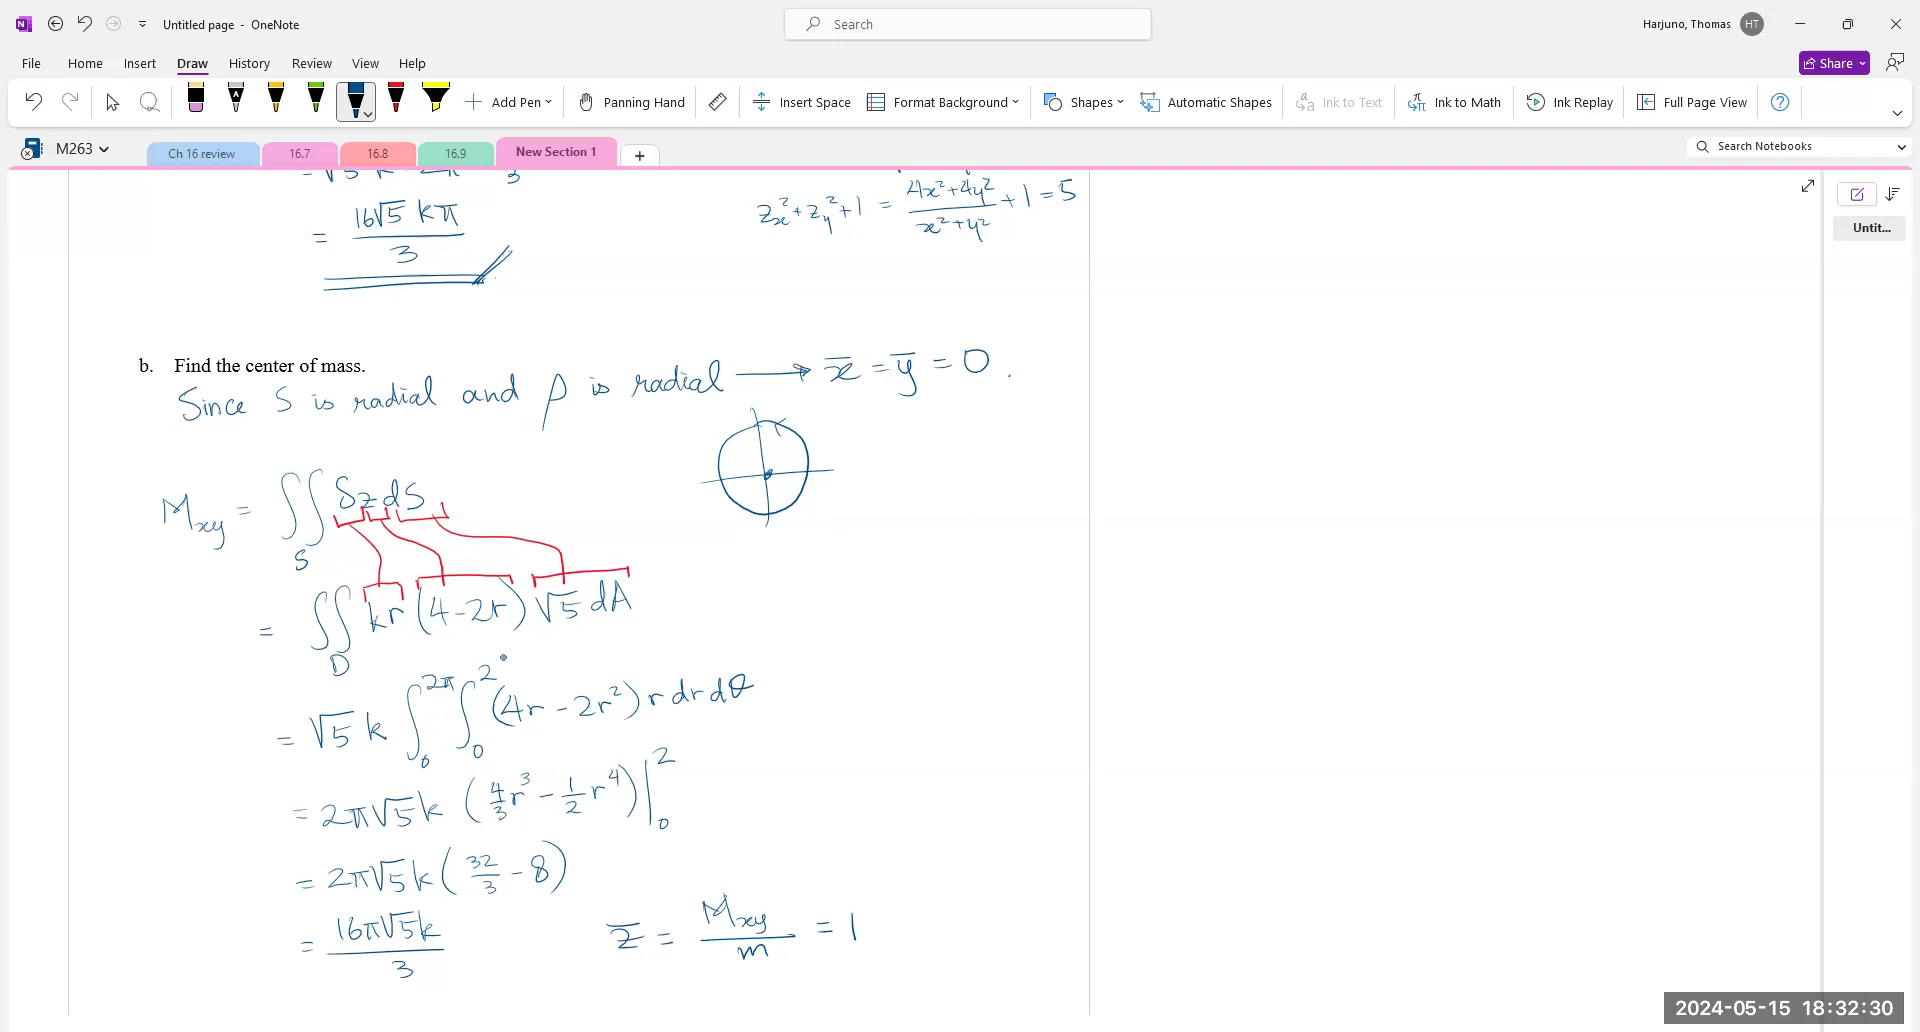 Untitled page - OneNote
Search
Harjuno, Thomas HT
File Home Insert Draw History Review View Help
Share
Add Pen Panning Hand Insert Space Format Background Shapes Automatic Shapes Ink to Text Ink to Math Ink Replay Full Page View
M263 Ch 16 review 16.7 16.8 16.9 New Section 1 +
Search Notebooks
Untit...
= 16√5 kπ / 3
z_x² + z_y² + 1 = (4x²+4y²)/(x²+y²) + 1 = 5
b. Find the center of mass.
Since S is radial and ρ is radial → x̄ = ȳ = 0.
M_xy = ∬_S δz dS
= ∬_D kr (4-2r) √5 dA
= √5 k ∫_0^2π ∫_0^2 (4r - 2r²) r dr dθ
= 2π√5 k (4/3 r³ - 1/2 r⁴) |_0^2
= 2π√5 k (32/3 - 8)
= 16π√5k / 3
z̄ = M_xy / m = 1
2024-05-15 18:32:30